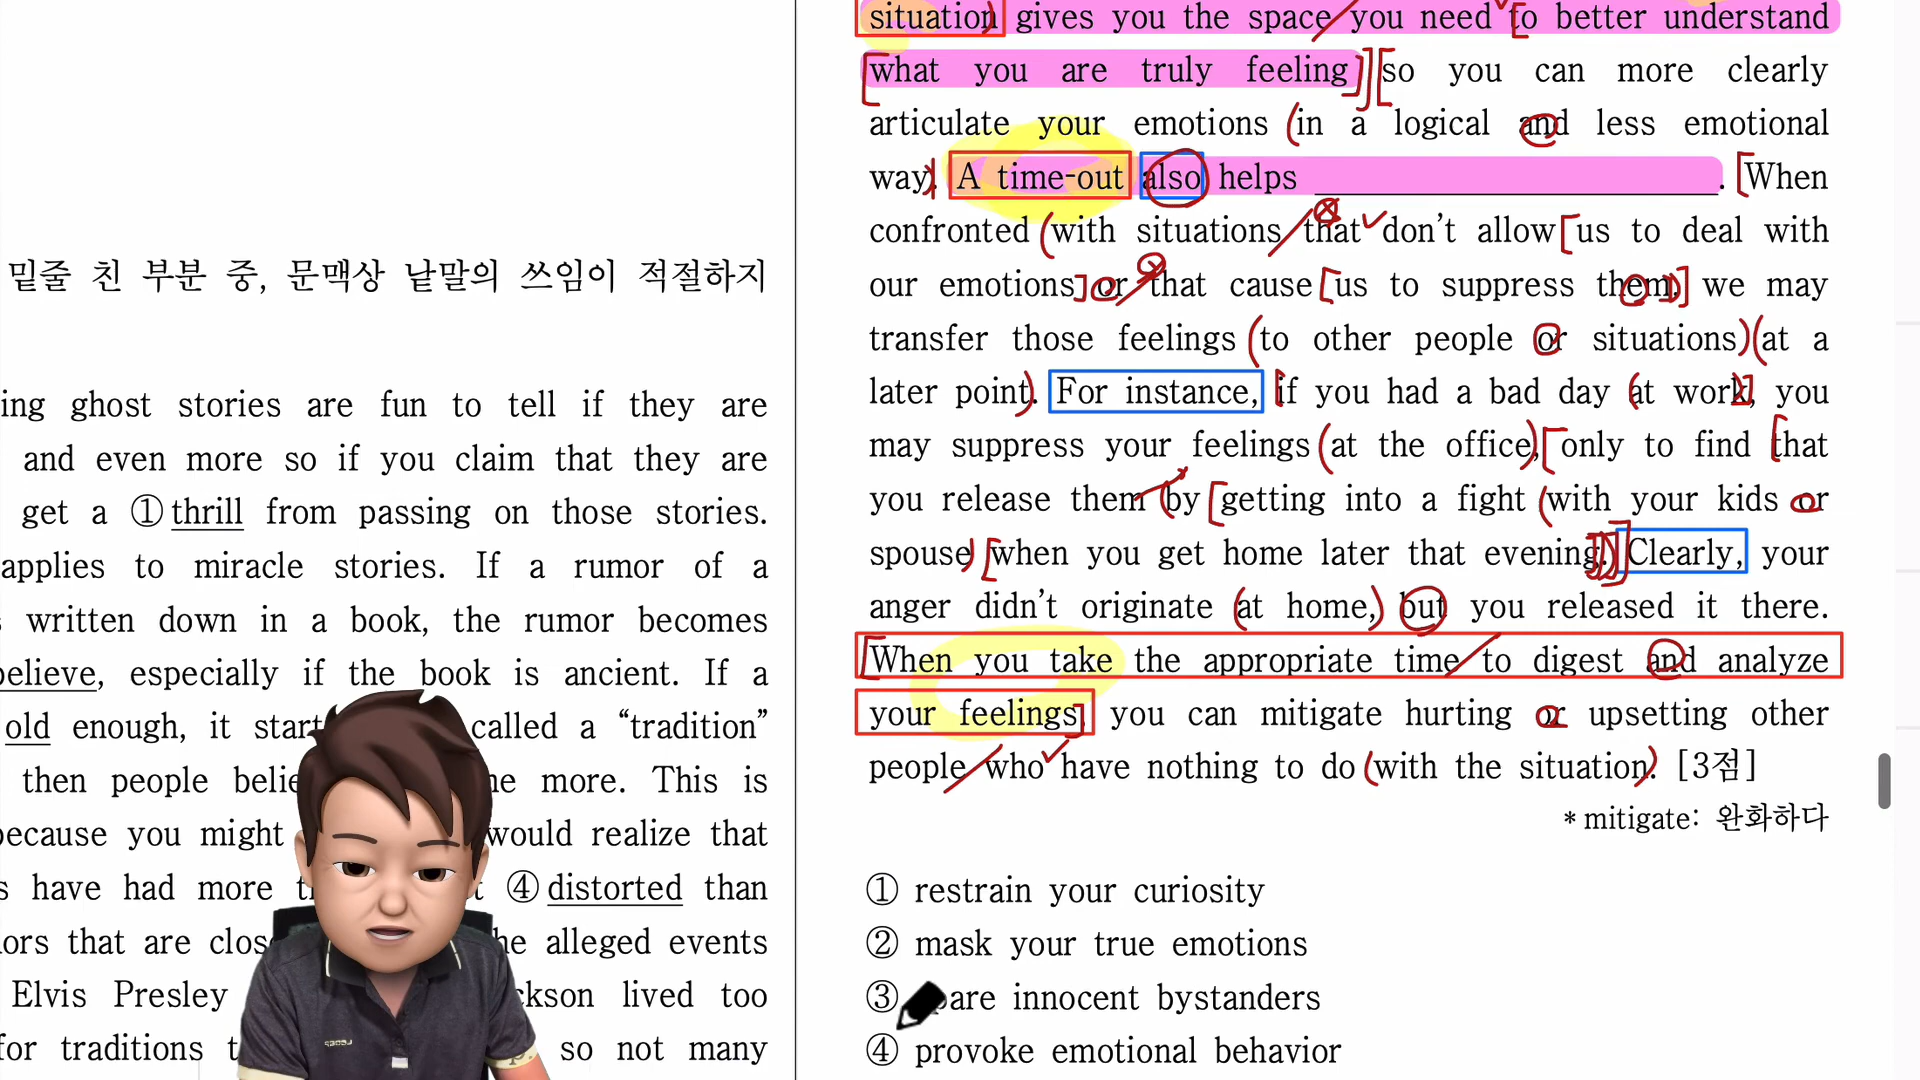 밑줄 친 부분 중, 문맥상 낱말의 쓰임이 적절하지
ing ghost stories are fun to tell if they are
and even more so if you claim that they are
get a ① thrill from passing on those stories.
applies to miracle stories. If a rumor of a
written down in a book, the rumor becomes
believe, especially if the book is ancient. If a
old enough, it called a “tradition”
then people more. This is
because you might would realize that
have had more ④ distorted than
that are the alleged events
Elvis Presley lived too
for traditions so not many
situation gives you the space you need to better understand
what you are truly feeling so you can more clearly
articulate your emotions in a logical and less emotional
way. A time-out also helps ______. When
confronted with situations that don’t allow us to deal with
our emotions or that cause us to suppress them, we may
transfer those feelings to other people or situations at a
later point. For instance, if you had a bad day at work, you
may suppress your feelings at the office, only to find that
you release them by getting into a fight with your kids or
spouse when you get home later that evening. Clearly, your
anger didn’t originate at home, but you released it there.
When you take the appropriate time to digest and analyze
your feelings, you can mitigate hurting or upsetting other
people who have nothing to do with the situation. [3점]
* mitigate: 완화하다
① restrain your curiosity
② mask your true emotions
③ innocent bystanders
④ provoke emotional behavior